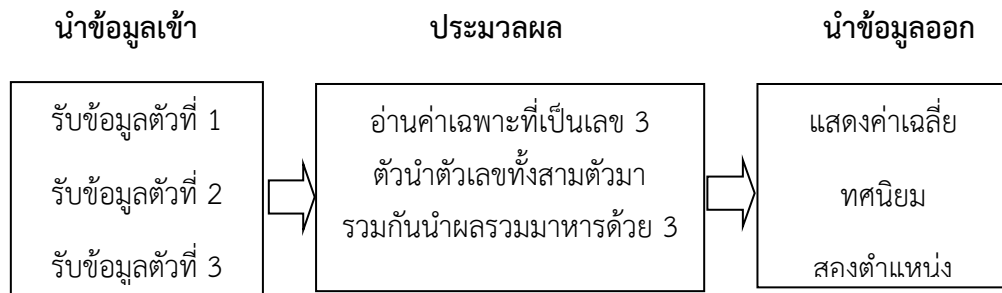 นำข้อมูลเข้า
ประมวลผล
นำข้อมูลออก
รับข้อมูลตัวที่ 1
รับข้อมูลตัวที่ 2
รับข้อมูลตัวที่ 3
อ่านค่าเฉพาะที่เป็นเลข 3
ตัวนำตัวเลขทั้งสามตัวมา
รวมกันนำผลรวมมาหารด้วย 3
แสดงค่าเฉลี่ย
ทศนิยม
สองตำแหน่ง